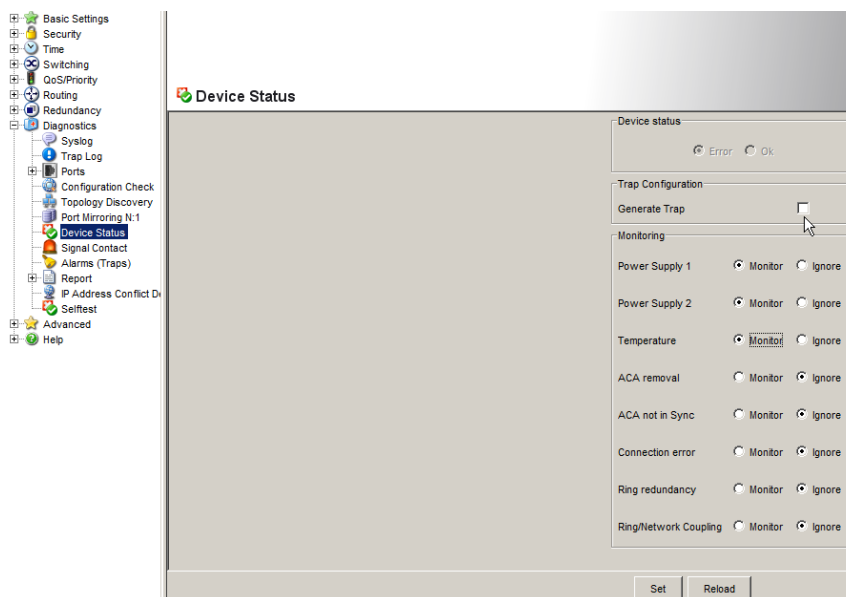 Basic Settings
Security
Time
Switching
QoS/Priority
Routing
Redundancy
Diagnostics
Syslog
Trap Log
Ports
Configuration Check
Topology Discovery
Port Mirroring N:1
Device Status
Signal Contact
Alarms (Traps)
Report
IP Address Conflict De
Selftest
Advanced
Help
Device Status
Device status
Error Ok
Trap Configuration
Generate Trap
Monitoring
Power Supply 1 Monitor Ignore
Power Supply 2 Monitor Ignore
Temperature Monitor Ignore
ACA removal Monitor Ignore
ACA not in Sync Monitor Ignore
Connection error Monitor Ignore
Ring redundancy Monitor Ignore
Ring/Network Coupling Monitor Ignore
Set Reload